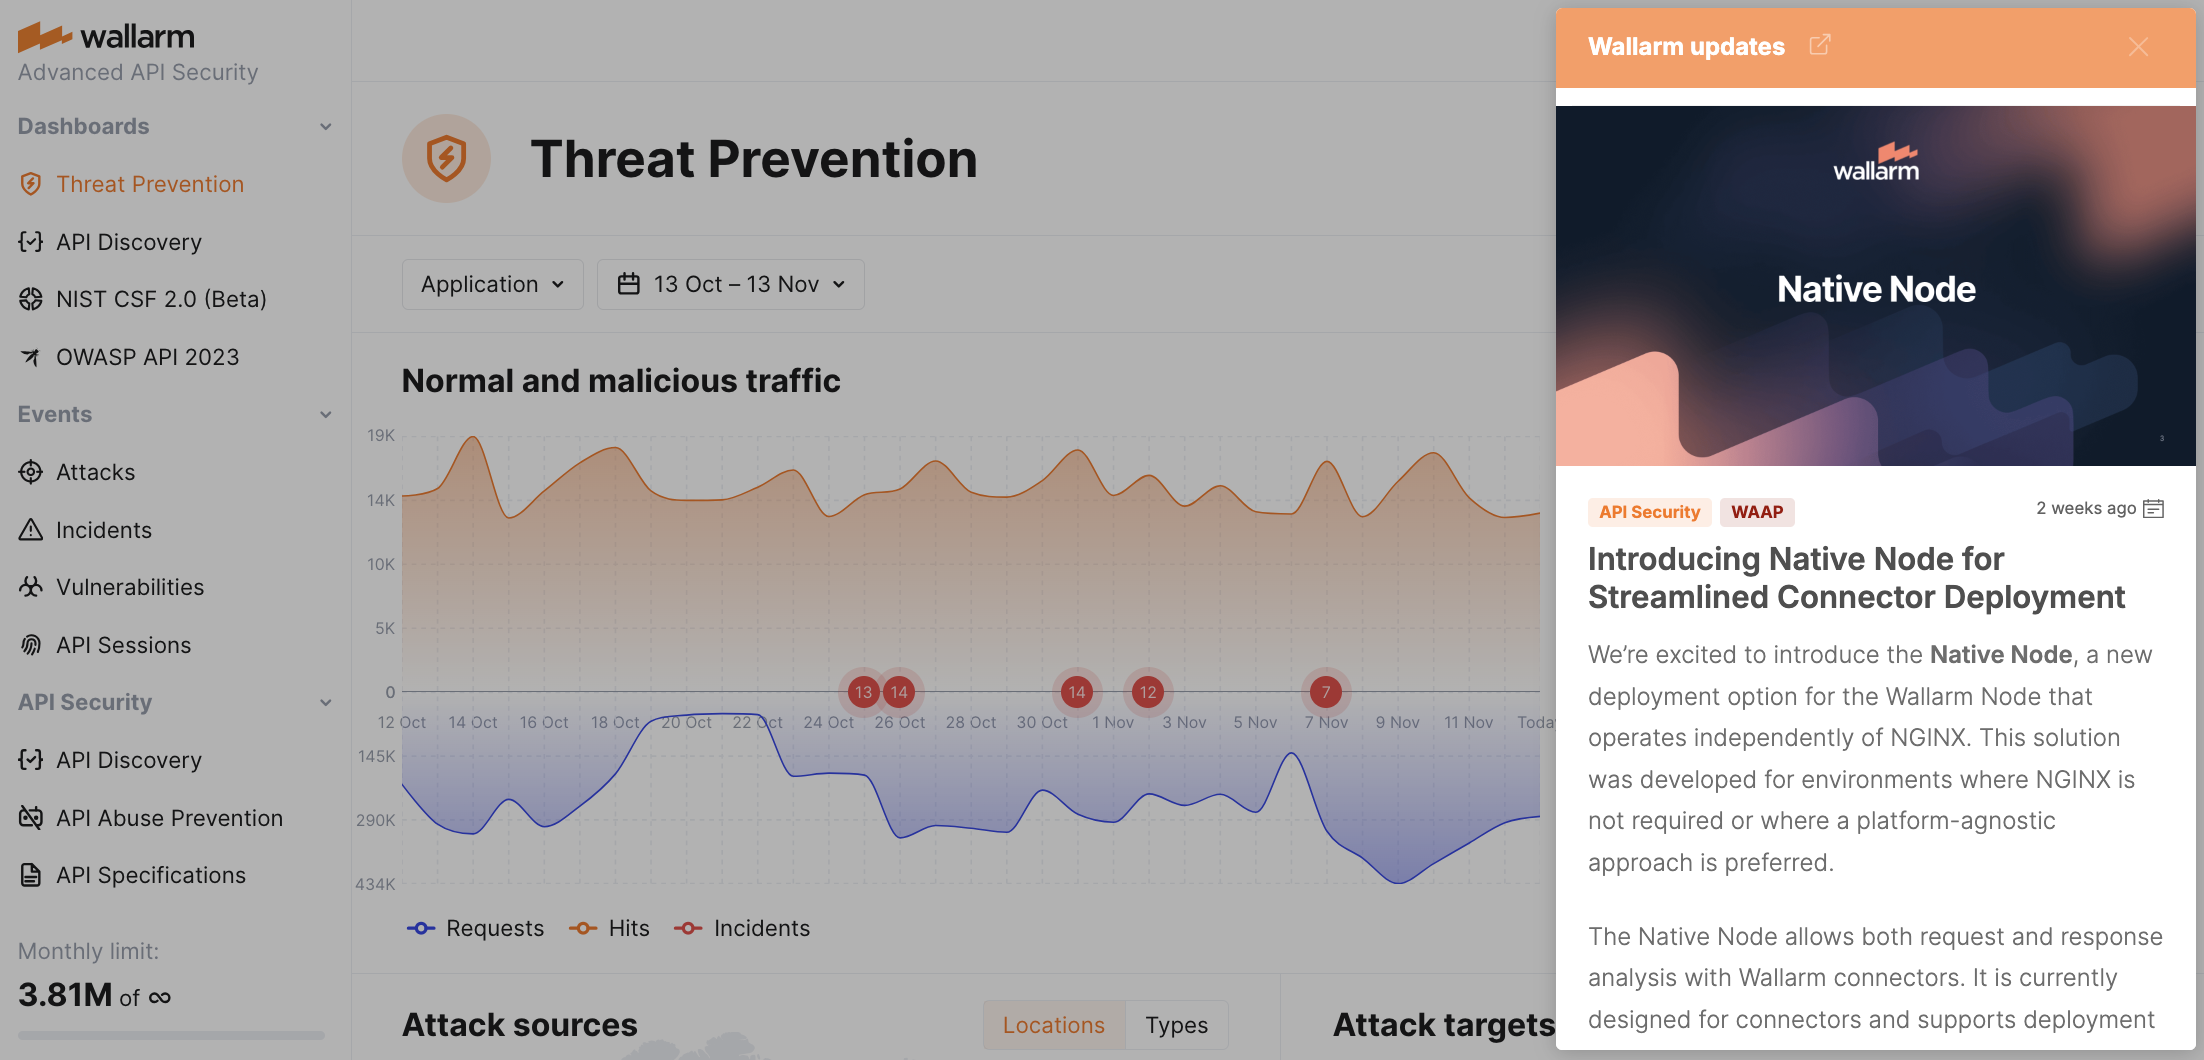 wallarm
Advanced API Security
Dashboards
Threat Prevention
API Discovery
NIST CSF 2.0 (Beta)
OWASP API 2023
Events
Attacks
Incidents
Vulnerabilities
API Sessions
API Security
API Discovery
API Abuse Prevention
API Specifications
Monthly limit:
3.81M of ∞
Threat Prevention
Application
13 Oct – 13 Nov
Normal and malicious traffic
19K
14K
10K
5K
0
13 14 14 12 7
12 Oct 14 Oct 16 Oct 18 Oct 20 Oct 22 Oct 24 Oct 26 Oct 28 Oct 30 Oct 1 Nov 3 Nov 5 Nov 7 Nov 9 Nov 11 Nov Today
145K
290K
434K
Requests Hits Incidents
Attack sources
Locations Types
Attack targets
Wallarm updates
wallarm
Native Node
3
API Security WAAP
2 weeks ago
Introducing Native Node for
Streamlined Connector Deployment
We’re excited to introduce the Native Node, a new
deployment option for the Wallarm Node that
operates independently of NGINX. This solution
was developed for environments where NGINX is
not required or where a platform-agnostic
approach is preferred.
The Native Node allows both request and response
analysis with Wallarm connectors. It is currently
designed for connectors and supports deployment